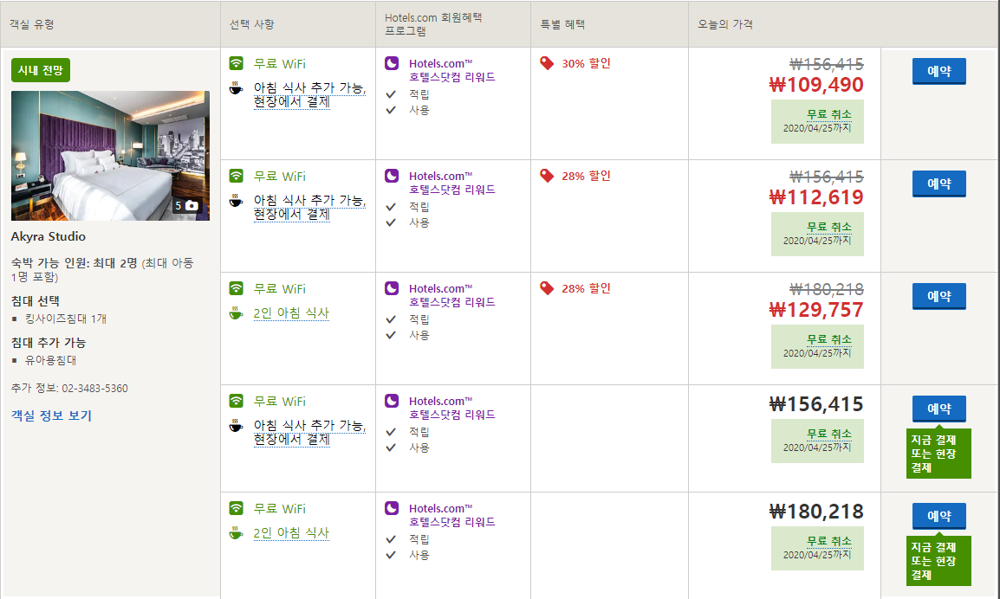 객실 유형
선택 사항
Hotels.com 회원혜택
프로그램
특별 혜택
오늘의 가격
시내 전망
5
Akyra Studio
숙박 가능 인원: 최대 2명 (최대 아동
1명 포함)
침대 선택
▪ 킹사이즈침대 1개
침대 추가 가능
▪ 유아용침대
추가 정보: 02-3483-5360
객실 정보 보기
무료 WiFi
아침 식사 추가 가능,
현장에서 결제
Hotels.com™
호텔스닷컴 리워드
적립
사용
30% 할인
₩156,415
₩109,490
무료 취소
2020/04/25까지
예약
무료 WiFi
아침 식사 추가 가능,
현장에서 결제
Hotels.com™
호텔스닷컴 리워드
적립
사용
28% 할인
₩156,415
₩112,619
무료 취소
2020/04/25까지
예약
무료 WiFi
2인 아침 식사
Hotels.com™
호텔스닷컴 리워드
적립
사용
28% 할인
₩180,218
₩129,757
무료 취소
2020/04/25까지
예약
무료 WiFi
아침 식사 추가 가능,
현장에서 결제
Hotels.com™
호텔스닷컴 리워드
적립
사용
₩156,415
무료 취소
2020/04/25까지
예약
지금 결제
또는 현장
결제
무료 WiFi
2인 아침 식사
Hotels.com™
호텔스닷컴 리워드
적립
사용
₩180,218
무료 취소
2020/04/25까지
예약
지금 결제
또는 현장
결제